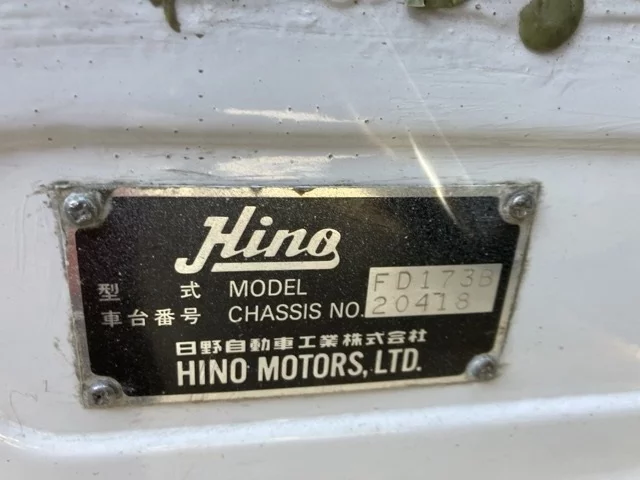 Hino
型式 MODEL FD173B
車台番号 CHASSIS NO. 20418
日野自動車工業株式会社
HINO MOTORS, LTD.